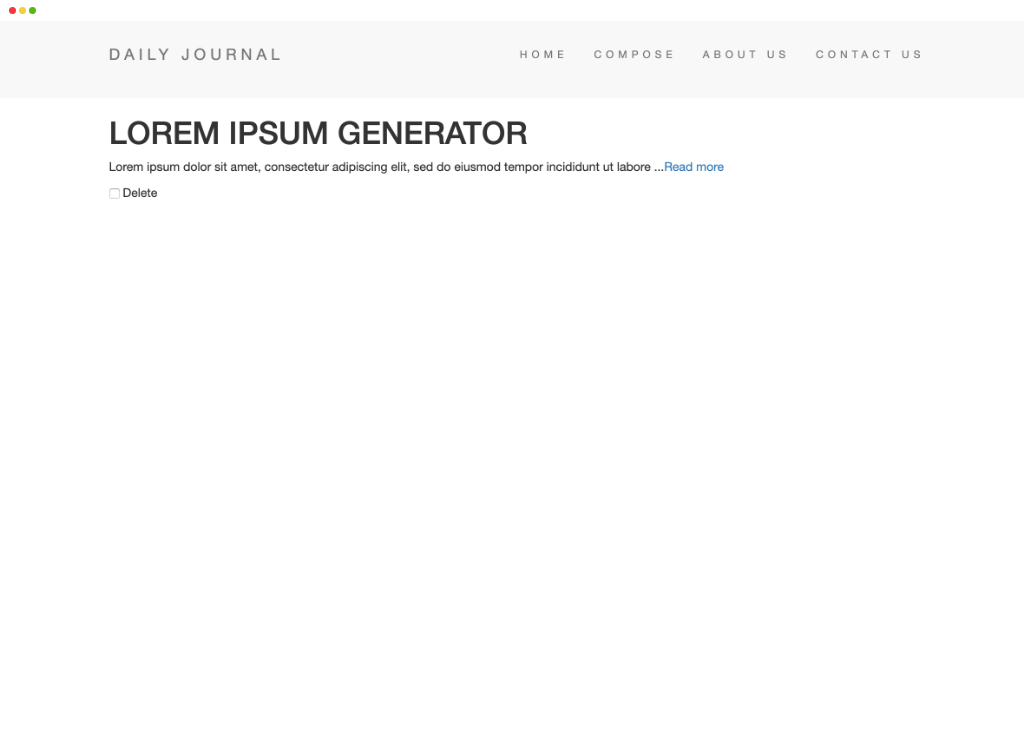 DAILY JOURNAL
HOME COMPOSE ABOUT US CONTACT US
LOREM IPSUM GENERATOR
Lorem ipsum dolor sit amet, consectetur adipiscing elit, sed do eiusmod tempor incididunt ut labore ...Read more
Delete